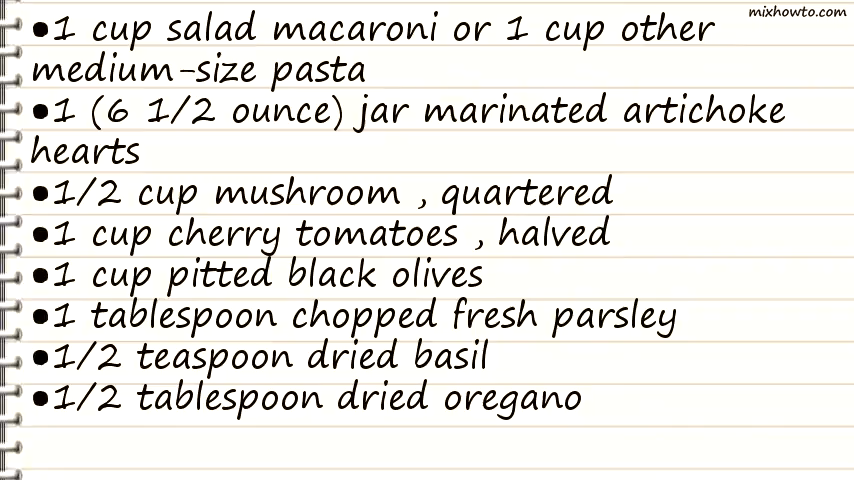 mixhowto.com
•1 cup salad macaroni or 1 cup other
medium-size pasta
•1 (6 1/2 ounce) jar marinated artichoke
hearts
•1/2 cup mushroom , quartered
•1 cup cherry tomatoes , halved
•1 cup pitted black olives
•1 tablespoon chopped fresh parsley
•1/2 teaspoon dried basil
•1/2 tablespoon dried oregano